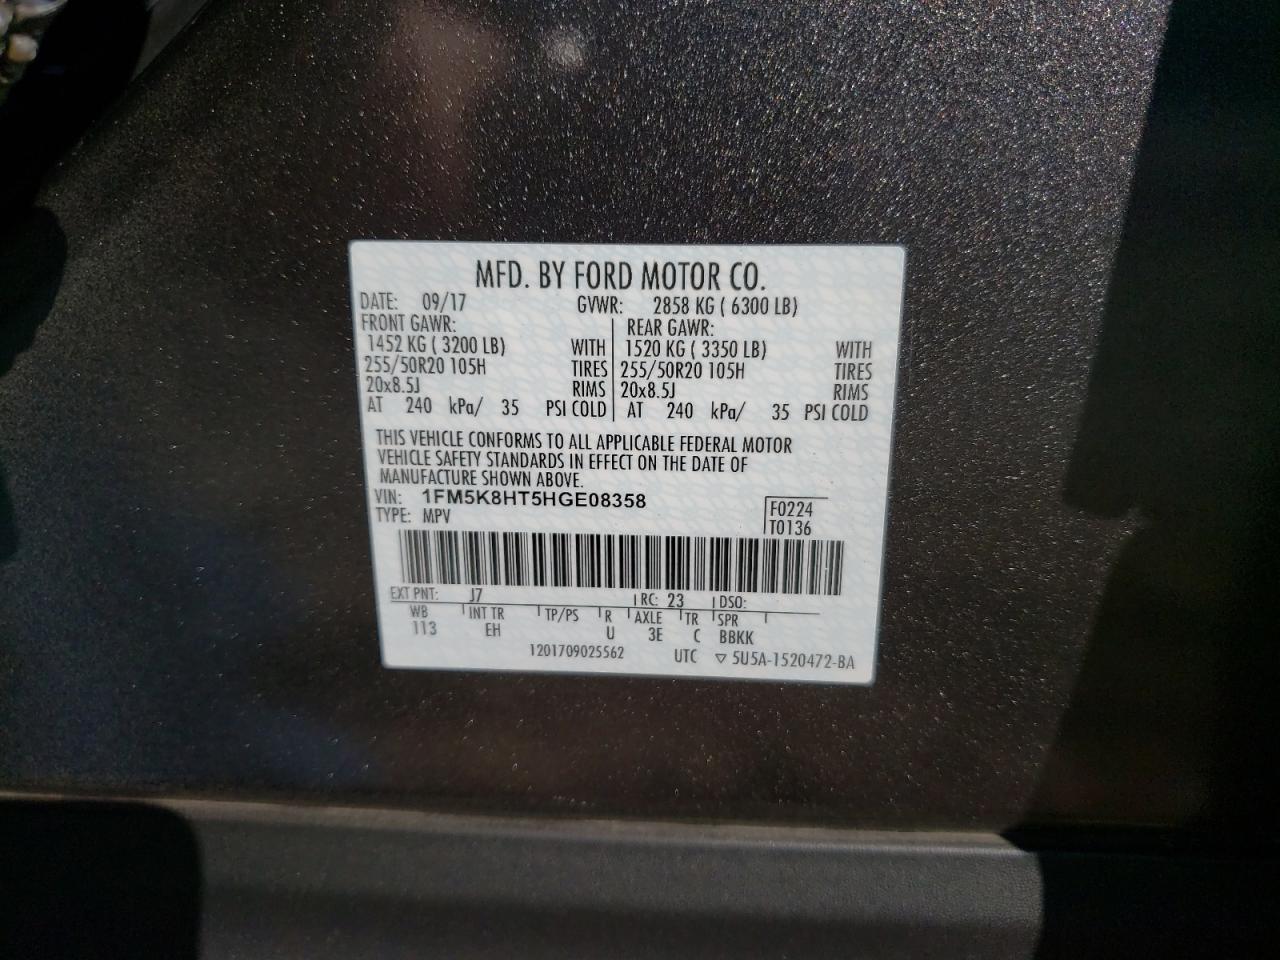 MFD. BY FORD MOTOR CO.
DATE: 09/17 GVWR: 2858 KG ( 6300 LB)
FRONT GAWR: REAR GAWR:
1452 KG ( 3200 LB) WITH 1520 KG ( 3350 LB) WITH
255/50R20 105H TIRES 255/50R20 105H TIRES
20x8.5J RIMS 20x8.5J RIMS
AT 240 kPa/ 35 PSI COLD AT 240 kPa/ 35 PSI COLD
THIS VEHICLE CONFORMS TO ALL APPLICABLE FEDERAL MOTOR
VEHICLE SAFETY STANDARDS IN EFFECT ON THE DATE OF
MANUFACTURE SHOWN ABOVE.
VIN: 1FM5K8HT5HGE08358 F0224
TYPE: MPV T0136
EXT PNT: J7 RC: 23 DSO:
WB INT TR TP/PS R AXLE TR SPR
113 EH U 3E C BBKK
1201709025562 UTC ▽ 5U5A-1520472-BA